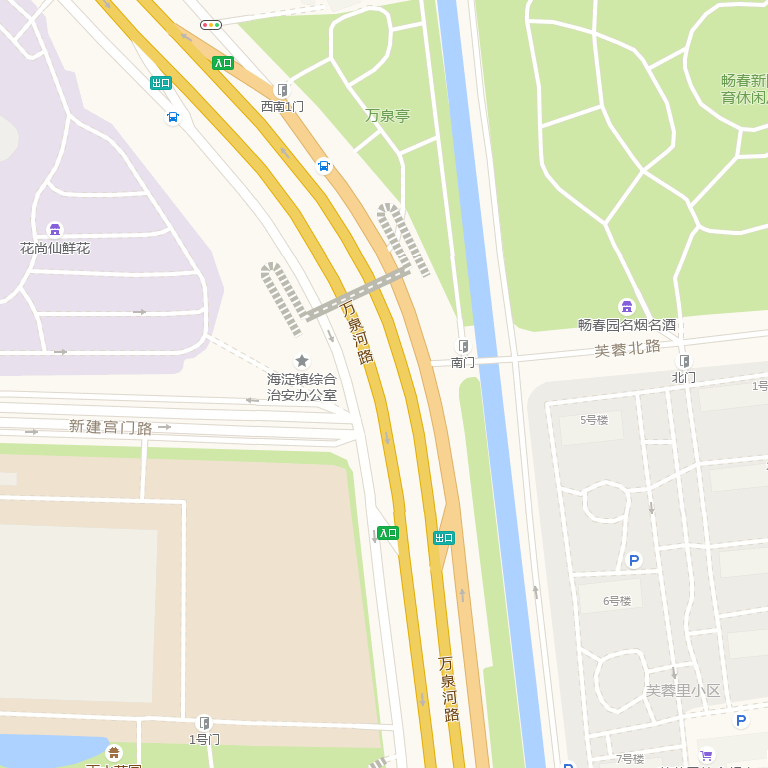 入口
出口
西南1门
万泉亭
畅春新
育休闲
花尚仙鲜花
畅春园名烟名酒
万泉河路
芙蓉北路
南门
北门
海淀镇综合
治安办公室
1号
新建宫门路
5号楼
入口
出口
P
6号楼
万泉河路
芙蓉里小区
P
1号门
7号楼